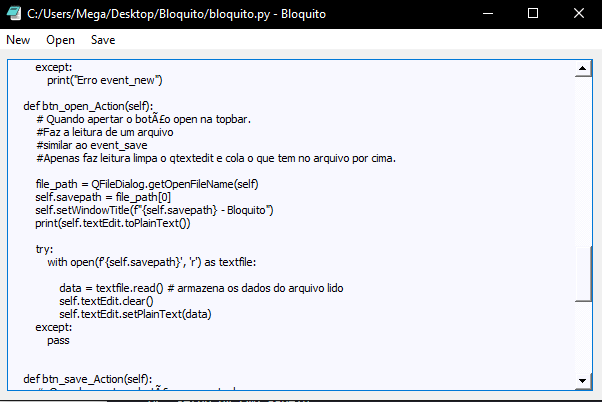 C:/Users/Mega/Desktop/Bloquito/bloquito.py - Bloquito
New Open Save
except:
print("Erro event_new")
def btn_open_Action(self):
# Quando apertor o botÃ£o open na topbar.
#Faz a leitura de um arquivo
#similar ao event_save
#Apenas faz leitura limpa o qtextedit e cola o que tem no arquivo por cima.
file_path = QFileDialog.getOpenFileName(self)
self.savepath = file_path[0]
self.setWindowTitle(f"{self.savepath} - Bloquito")
print(self.textEdit.toPlainText())
try:
with open(f'{self.savepath}', 'r') as textfile:
data = textfile.read() # armazena os dados do arquivo lido
self.textEdit.clear()
self.textEdit.setPlainText(data)
except:
pass
def btn_save_Action(self):